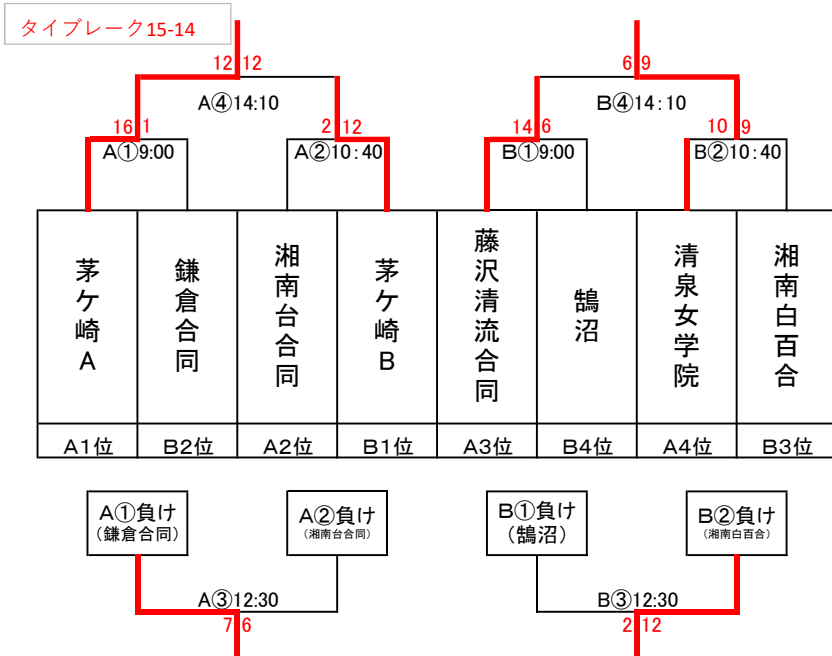 タイブレーク15-14
12 12
6 9
A④14:10
B④14:10
16 1
2 12
14 6
10 9
A①9:00
A②10:40
B①9:00
B②10:40
茅ケ崎A
鎌倉合同
湘南台合同
茅ケ崎B
藤沢清流合同
鵠沼
清泉女学院
湘南白百合
A1位
B2位
A2位
B1位
A3位
B4位
A4位
B3位
A①負け
(鎌倉合同)
A②負け
(湘南台合同)
B①負け
(鵠沼)
B②負け
(湘南白百合)
A③12:30
B③12:30
7 6
2 12